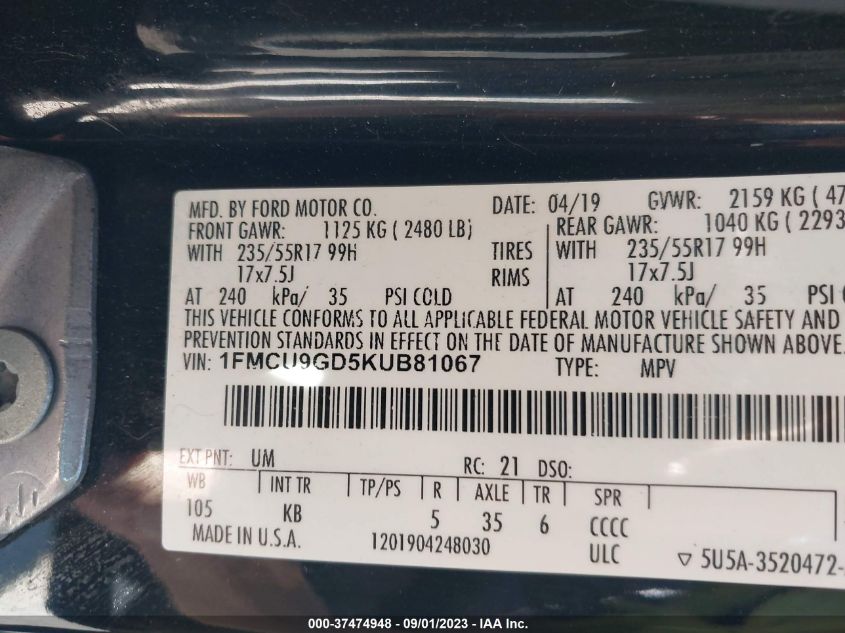 MFD. BY FORD MOTOR CO. DATE: 04/19 GVWR: 2159 KG ( 47
FRONT GAWR: 1125 KG ( 2480 LB) REAR GAWR: 1040 KG ( 2293
WITH 235/55R17 99H TIRES WITH 235/55R17 99H
17x7.5J RIMS 17x7.5J
AT 240 kPa/ 35 PSI COLD AT 240 kPa/ 35 PSI
THIS VEHICLE CONFORMS TO ALL APPLICABLE FEDERAL MOTOR VEHICLE SAFETY AND
PREVENTION STANDARDS IN EFFECT ON THE DATE OF MANUFACTURE SHOWN ABOVE.
VIN: 1FMCU9GD5KUB81067 TYPE: MPV
EXT PNT: UM RC: 21 DSO:
WB INT TR TP/PS R AXLE TR SPR
105 KB 5 35 6 CCCC
MADE IN U.S.A. 1201904248030 ULC ▽ 5U5A-3520472-
000-37474948 - 09/01/2023 - IAA Inc.